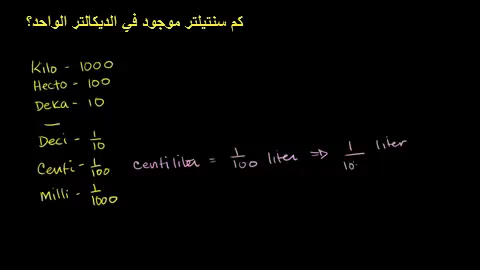 كم سنتيلتر موجود في الديكالتر الواحد؟
Kilo - 1000
Hecto - 100
Deka - 10
Deci - 1/10
Centi - 1/100 centiliter = 1/100 liter ⇒ 1/10 liter
Milli - 1/1000